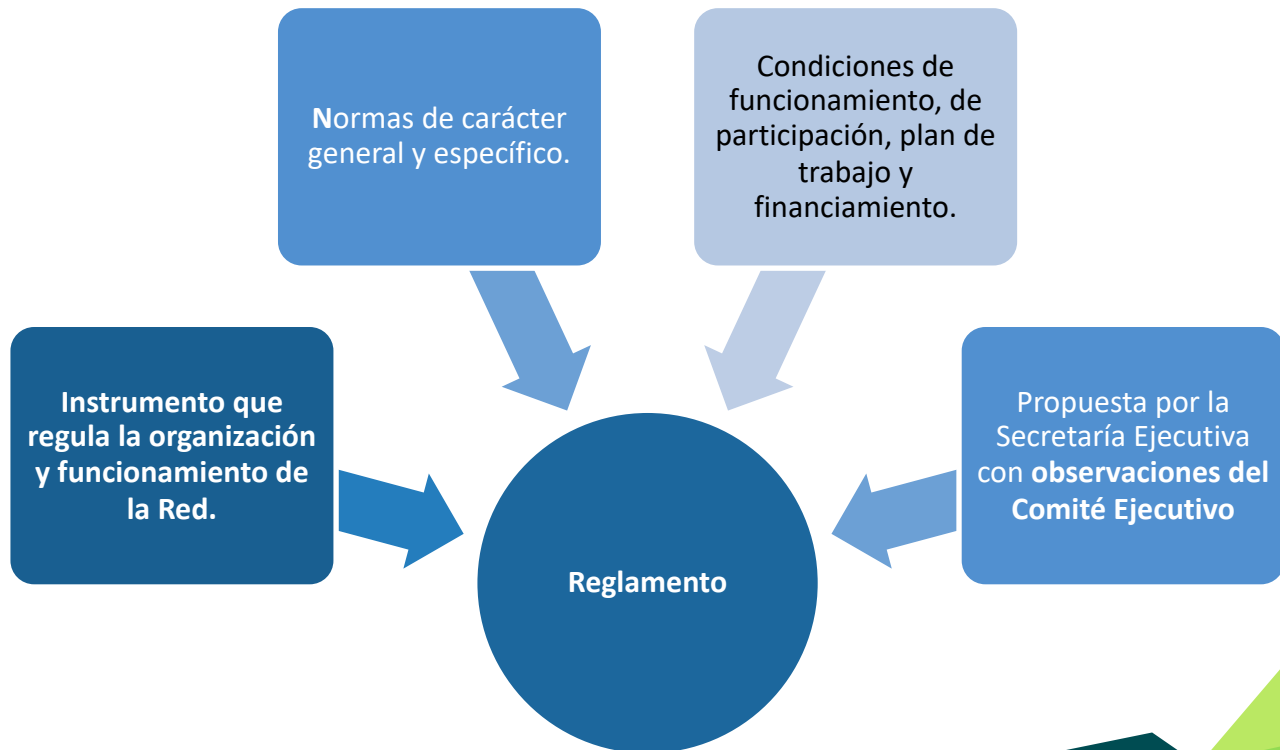 Normas de carácter
general y específico.
Condiciones de
funcionamiento, de
participación, plan de
trabajo y
financiamiento.
Instrumento que
regula la organización
y funcionamiento de
la Red.
Propuesta por la
Secretaría Ejecutiva
con observaciones del
Comité Ejecutivo
Reglamento